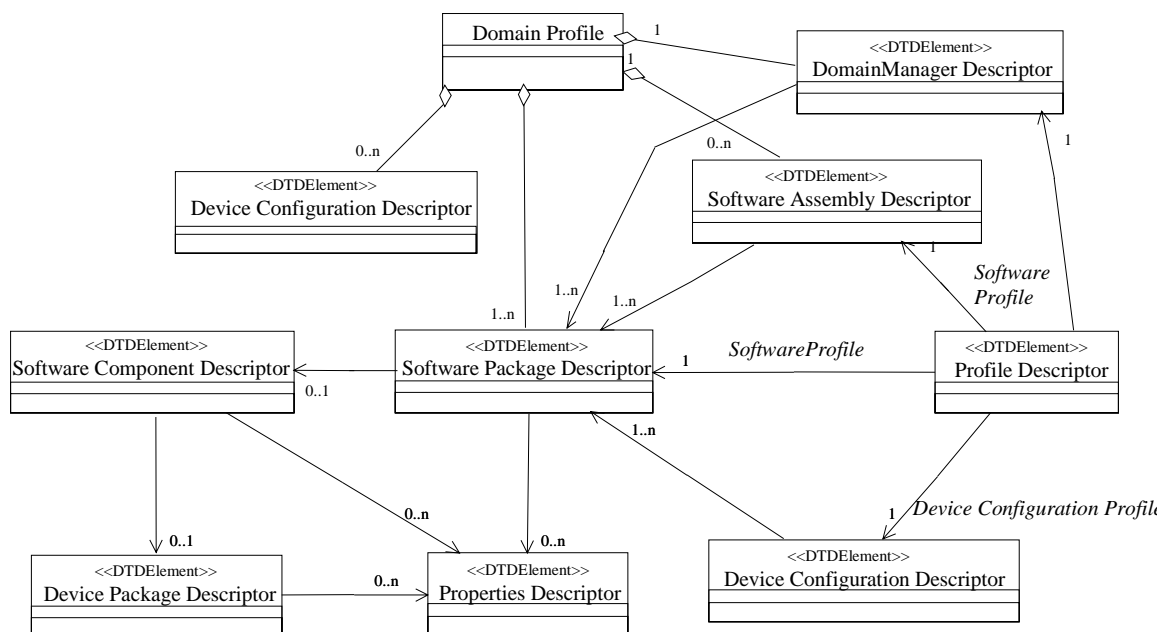 Domain Profile
1
1
<<DTDElement>>
DomainManager Descriptor
0..n
0..n
1
<<DTDElement>>
Device Configuration Descriptor
<<DTDElement>>
Software Assembly Descriptor
1
Software
Profile
1..n
1..n
1..n
<<DTDElement>>
Software Component Descriptor
0..1
<<DTDElement>>
Software Package Descriptor
SoftwareProfile
1
<<DTDElement>>
Profile Descriptor
1..n
Device Configuration Profile
0..1
0..n
0..n
1
<<DTDElement>>
Device Package Descriptor
0..n
<<DTDElement>>
Properties Descriptor
<<DTDElement>>
Device Configuration Descriptor